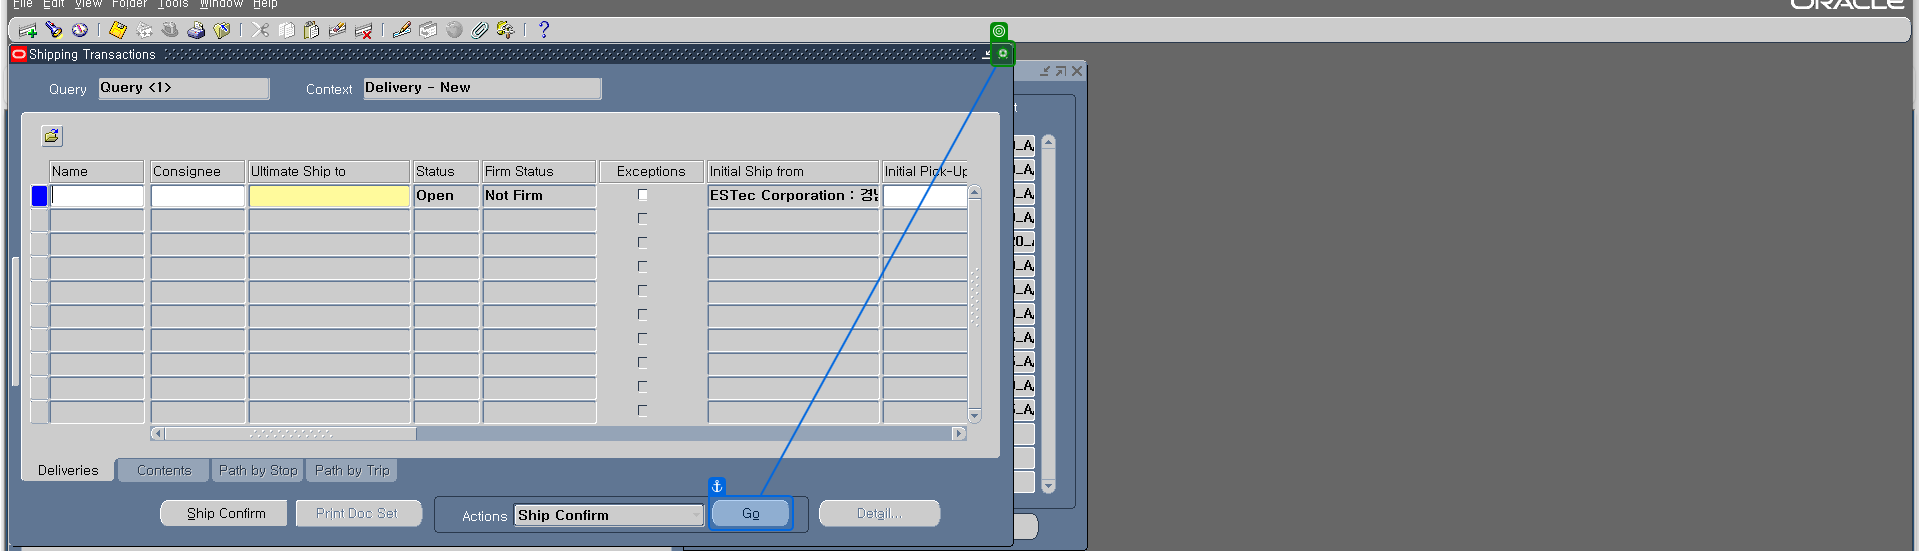 File Edit View Folder Tools Window Help
ORACLE
Shipping Transactions
Query Query <1> Context Delivery - New
Name Consignee Ultimate Ship to Status Firm Status Exceptions Initial Ship from Initial Pick-Up
Open Not Firm ESTec Corporation : 경
Deliveries Contents Path by Stop Path by Trip
Ship Confirm Print Doc Set Actions Ship Confirm Go Detail...